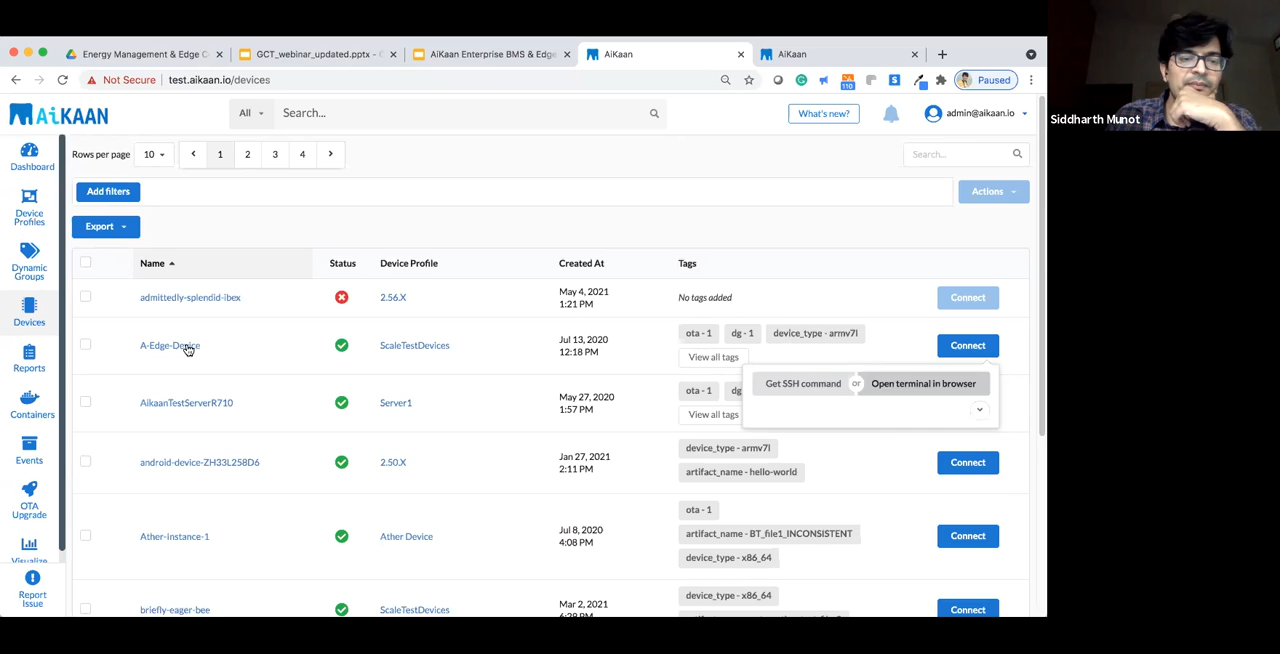 Energy Management & Edge C
GCT_webinar_updated.pptx -
AiKaan Enterprise BMS & Edge
AiKaan
AiKaan
Not Secure
test.aikaan.io/devices
110
S
Paused
AiKAAN
All
Search...
What's new?
admin@aikaan.io
Siddharth Munot
Dashboard
Device
Profiles
Dynamic
Groups
Devices
Reports
Containers
Events
OTA
Upgrade
Visualize
Report
Issue
Rows per page
10
1
2
3
4
Search...
Add filters
Actions
Export
Name
Status
Device Profile
Created At
Tags
admittedly-splendid-ibex
2.56.X
May 4, 2021
1:21 PM
No tags added
Connect
A-Edge-Device
ScaleTestDevices
Jul 13, 2020
12:18 PM
ota - 1
dg - 1
device_type - armv7l
View all tags
Connect
Get SSH command
or
Open terminal in browser
AikaanTestServerR710
Server1
May 27, 2020
1:57 PM
ota - 1
dg
View all tags
android-device-ZH33L258D6
2.50.X
Jan 27, 2021
2:11 PM
device_type - armv7l
artifact_name - hello-world
Connect
Ather-Instance-1
Ather Device
Jul 8, 2020
4:08 PM
ota - 1
artifact_name - BT_file1_INCONSISTENT
device_type - x86_64
Connect
briefly-eager-bee
ScaleTestDevices
Mar 2, 2021
device_type - x86_64
Connect